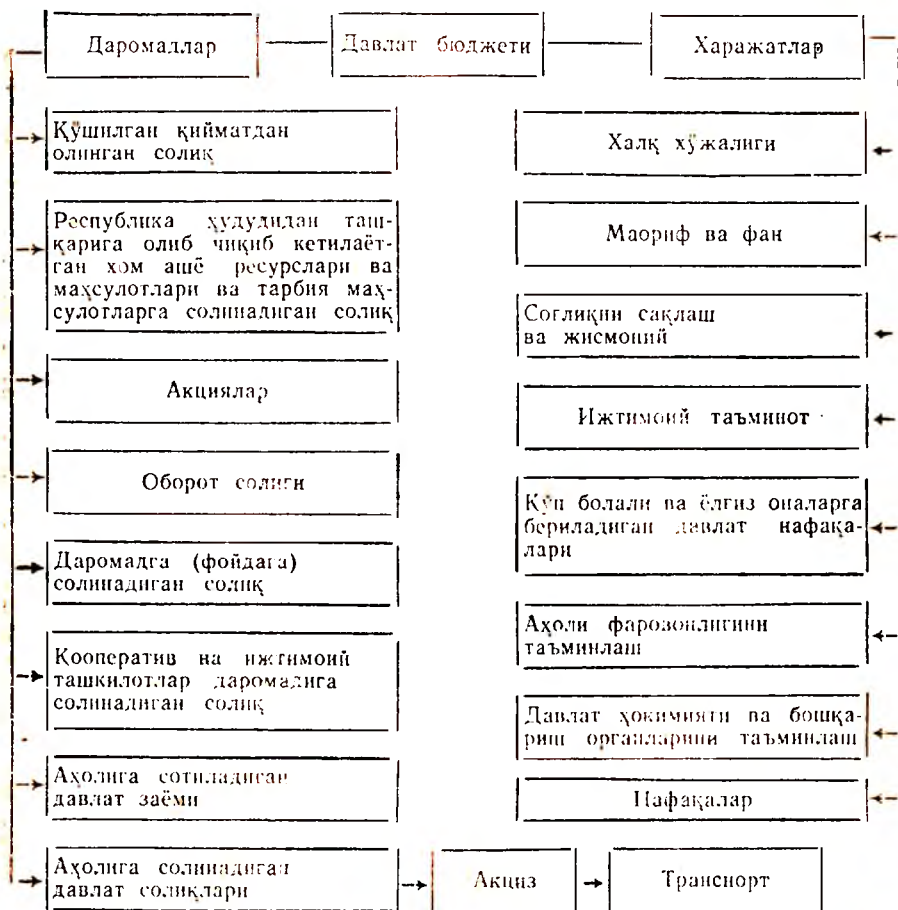 Даромадлар
Давлат бюджети
Харажатлар
Қўшилган қийматдан
олинган солиқ
Республика ҳудудидан таш-
қарига олиб чиқиб кетилаёт-
ган хом ашё ресурслари ва
маҳсулотлари ва тарбия маҳ-
сулотларга солинадиган солиқ
Акциялар
Оборот солиғи
Даромадга (фойдага)
солинадиган солиқ
Кооператив ва ижтимоий
ташкилотлар даромадига
солинадиган солиқ
Аҳолига сотиладиган
давлат заёми
Аҳолига солинадиган
давлат солиқлари
Акциз
Транспорт
Халқ хўжалиги
Маориф ва фан
Соғлиқни сақлаш
ва жисмоний
Ижтимоий таъминот
Кўп болали ва ёлғиз оналарга
бериладиган давлат нафақа-
лари
Аҳоли фаровонлигини
таъминлаш
Давлат ҳокимияти ва бошқа-
риш органларини таъминлаш
Нафақалар